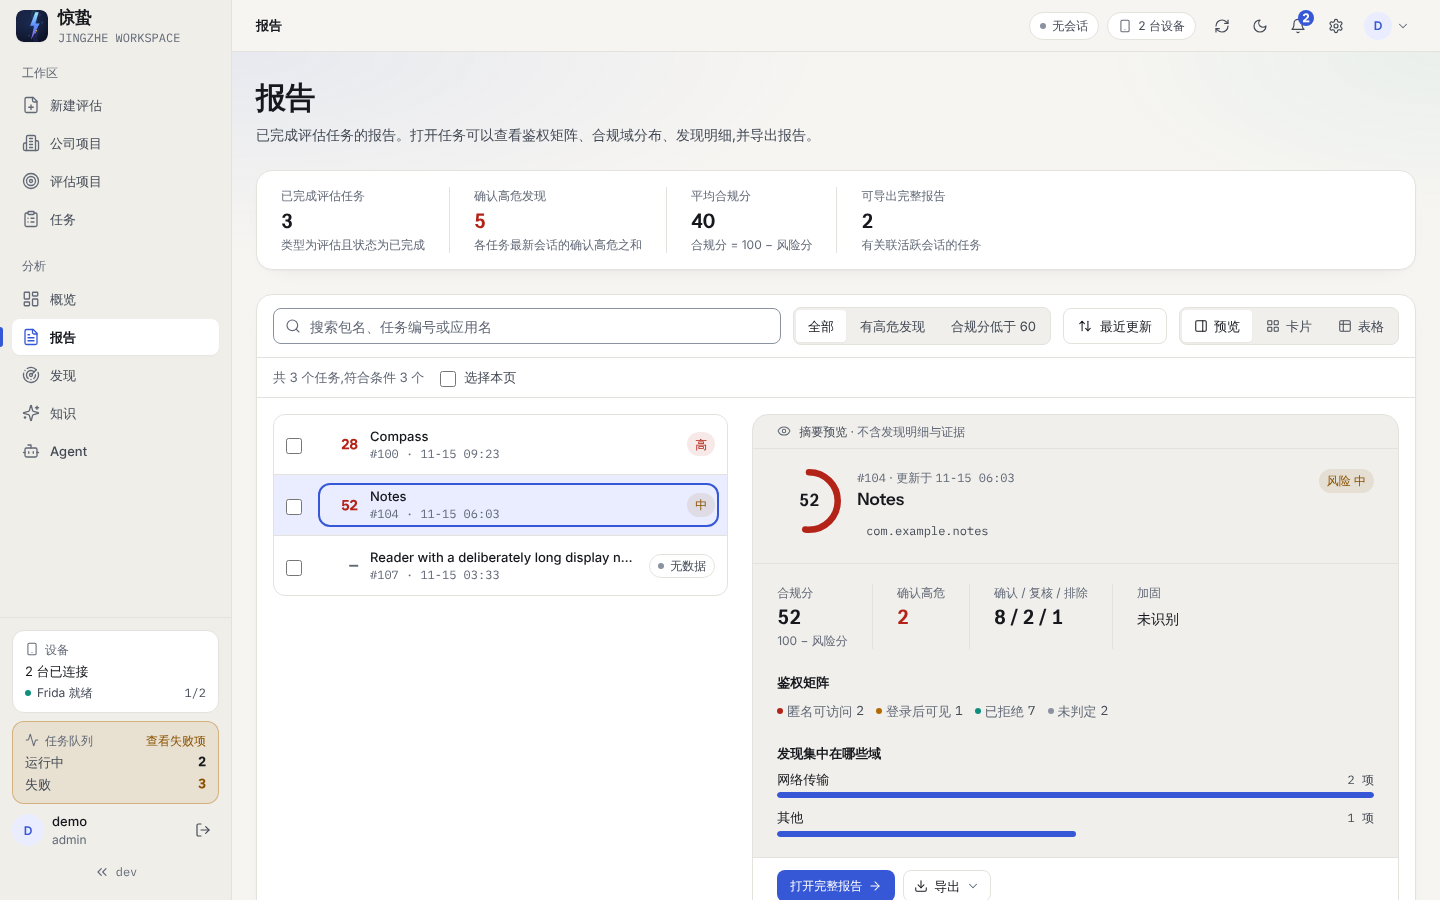 惊蛰
JINGZHE WORKSPACE
工作区
新建评估
公司项目
评估项目
任务
分析
概览
报告
发现
知识
Agent
设备
2 台已连接
Frida 就绪 1/2
任务队列 查看失败项
运行中 2
失败 3
D demo
admin
dev
报告
无会话
2 台设备
2
D
报告
已完成评估任务的报告。打开任务可以查看鉴权矩阵、合规域分布、发现明细,并导出报告。
已完成评估任务
3
类型为评估且状态为已完成
确认高危发现
5
各任务最新会话的确认高危之和
平均合规分
40
合规分 = 100 − 风险分
可导出完整报告
2
有关联活跃会话的任务
搜索包名、任务编号或应用名
全部 有高危发现 合规分低于 60
最近更新
预览 卡片 表格
共 3 个任务,符合条件 3 个 选择本页
28 Compass 高
#100 · 11-15 09:23
52 Notes 中
#104 · 11-15 06:03
— Reader with a deliberately long display n... 无数据
#107 · 11-15 03:33
摘要预览 · 不含发现明细与证据
52
#104 · 更新于 11-15 06:03
Notes
com.example.notes
风险 中
合规分
52
100 − 风险分
确认高危
2
确认 / 复核 / 排除
8 / 2 / 1
加固
未识别
鉴权矩阵
匿名可访问 2 登录后可见 1 已拒绝 7 未判定 2
发现集中在哪些域
网络传输 2 项
其他 1 项
打开完整报告
导出